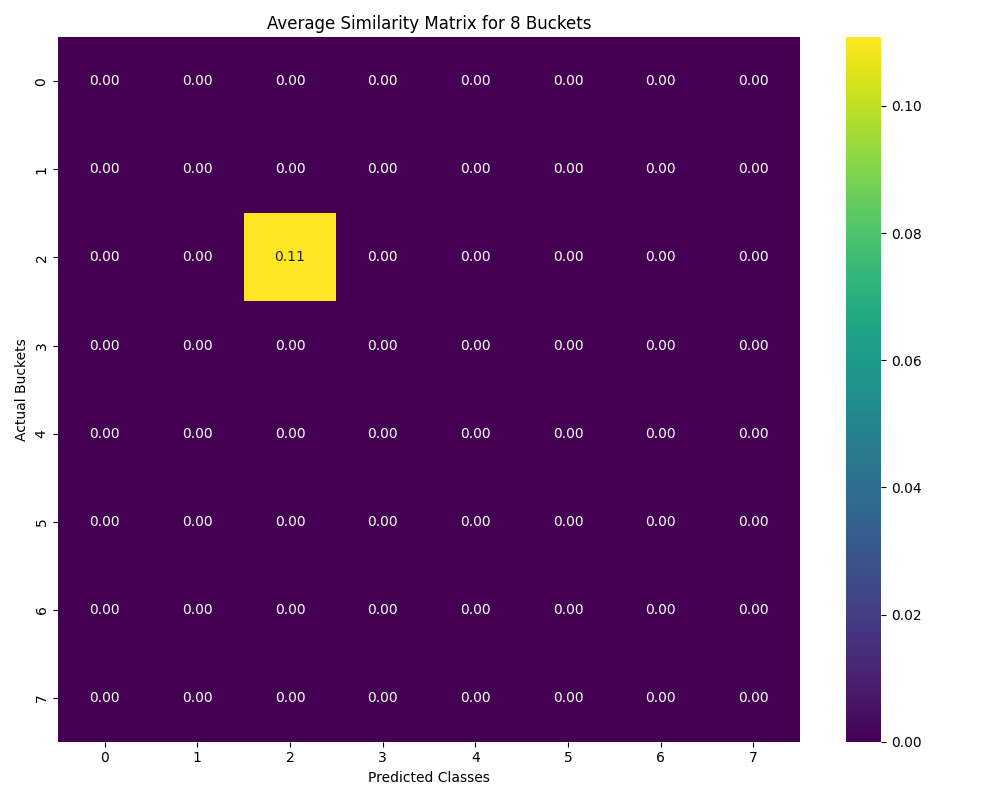 Average Similarity Matrix for 8 Buckets
0 0.00 0.00 0.00 0.00 0.00 0.00 0.00 0.00
1 0.00 0.00 0.00 0.00 0.00 0.00 0.00 0.00
2 0.00 0.00 0.11 0.00 0.00 0.00 0.00 0.00
3 0.00 0.00 0.00 0.00 0.00 0.00 0.00 0.00
4 0.00 0.00 0.00 0.00 0.00 0.00 0.00 0.00
5 0.00 0.00 0.00 0.00 0.00 0.00 0.00 0.00
6 0.00 0.00 0.00 0.00 0.00 0.00 0.00 0.00
7 0.00 0.00 0.00 0.00 0.00 0.00 0.00 0.00
0 1 2 3 4 5 6 7
Predicted Classes
Actual Buckets
0.10
0.08
0.06
0.04
0.02
0.00